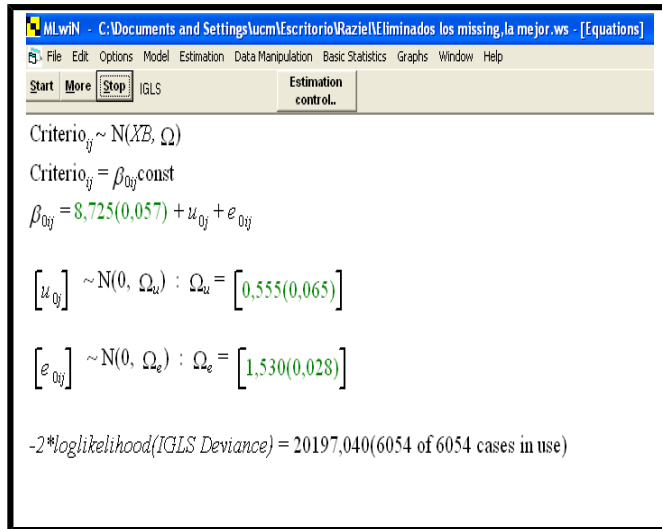 MLwiN - C:\Documents and Settings\ucm\Escritorio\Raziel\Eliminados los missing,la mejor.ws - [Equations]
File Edit Options Model Estimation Data Manipulation Basic Statistics Graphs Window Help
Start More Stop IGLS Estimation control..
Criterio_ij ~ N(XB, Ω)
Criterio_ij = β_0ij const
β_0ij = 8,725(0,057) + u_0j + e_0ij
[u_0j] ~ N(0, Ω_u) : Ω_u = [0,555(0,065)]
[e_0ij] ~ N(0, Ω_e) : Ω_e = [1,530(0,028)]
-2*loglikelihood(IGLS Deviance) = 20197,040(6054 of 6054 cases in use)